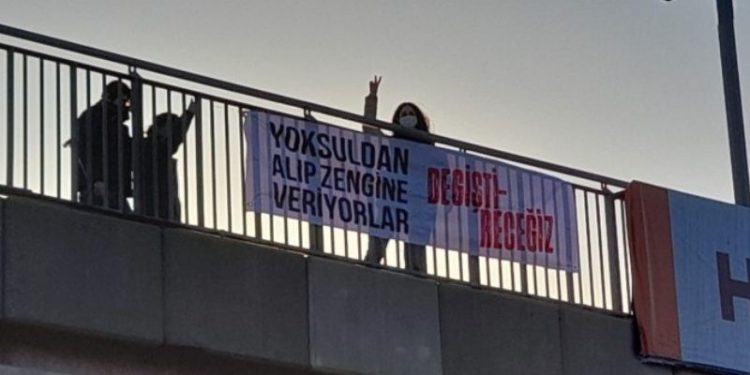 YOKSULDAN
ALIP ZENGİNE
VERİYORLAR
DEĞİŞTİ-
RECEĞİZ
H